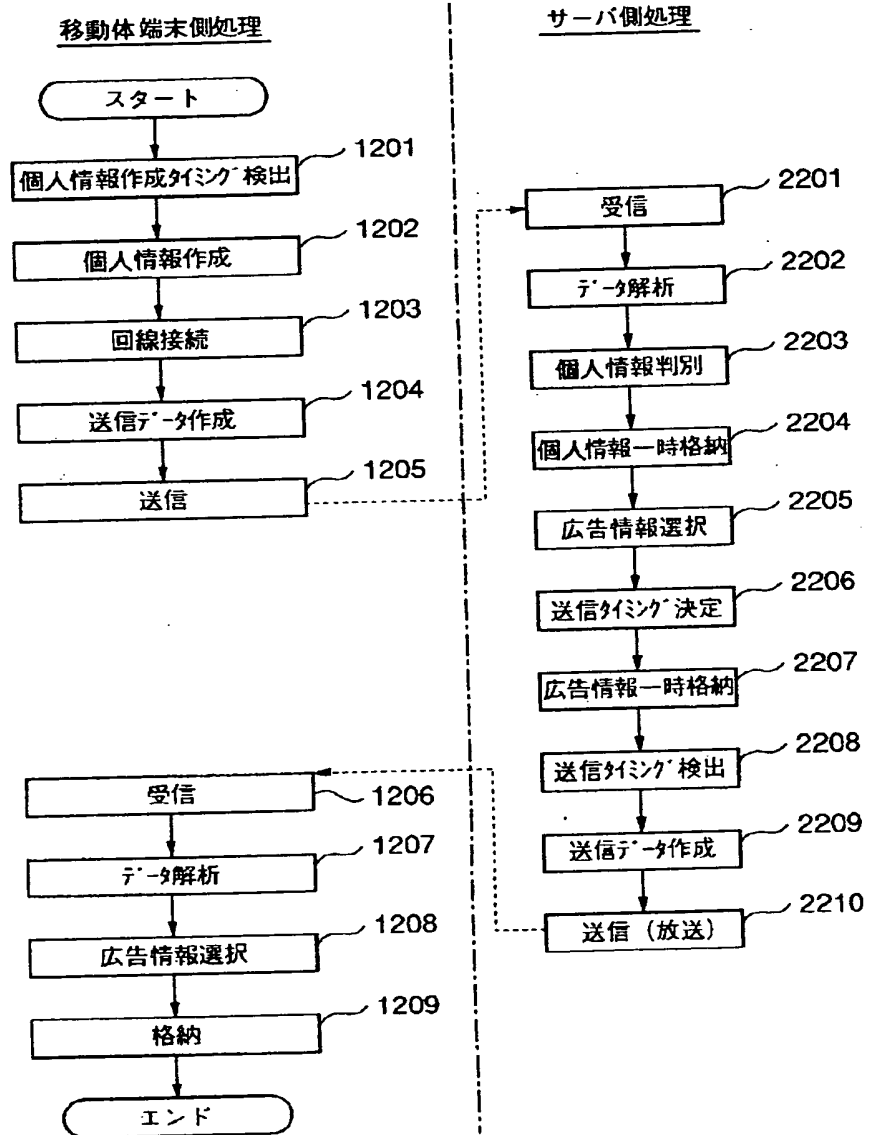 移動体端末側処理
スタート
1201
個人情報作成タイミング検出
1202
個人情報作成
1203
回線接続
1204
送信データ作成
1205
送信
1206
受信
1207
データ解析
1208
広告情報選択
1209
格納
エンド
サーバ側処理
2201
受信
2202
データ解析
2203
個人情報判別
2204
個人情報一時格納
2205
広告情報選択
2206
送信タイミング決定
2207
広告情報一時格納
2208
送信タイミング検出
2209
送信データ作成
2210
送信(放送)